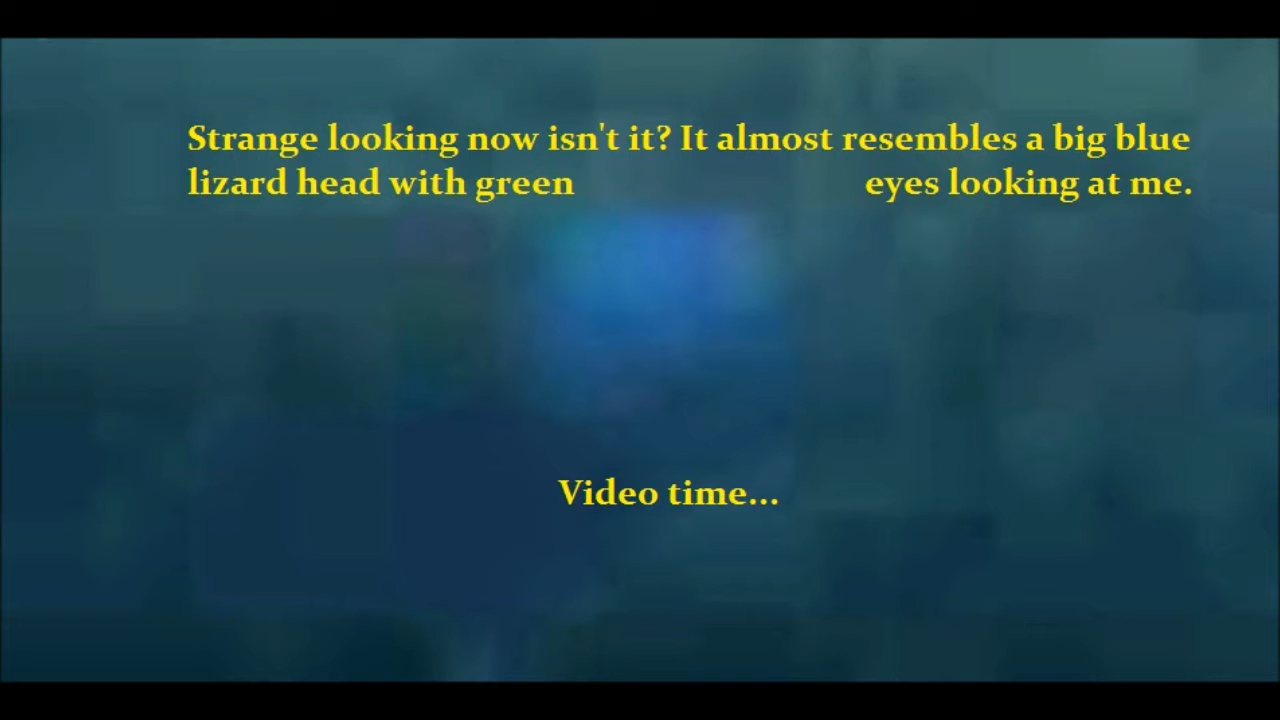 Strange looking now isn't it? It almost resembles a big blue
lizard head with green eyes looking at me.
Video time...